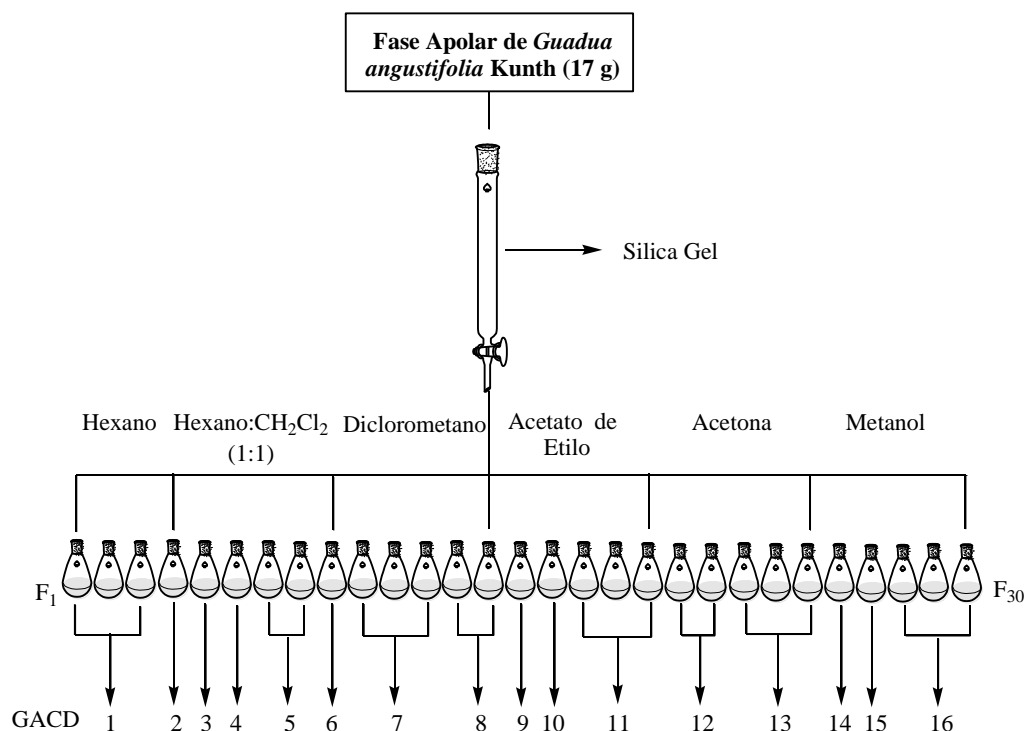 Fase Apolar de Guadua
angustifolia Kunth (17 g)
Silica Gel
Hexano
Hexano:CH₂Cl₂
(1:1)
Diclorometano
Acetato de
Etilo
Acetona
Metanol
F₁
F₃₀
GACD 1 2 3 4 5 6 7 8 9 10 11 12 13 14 15 16